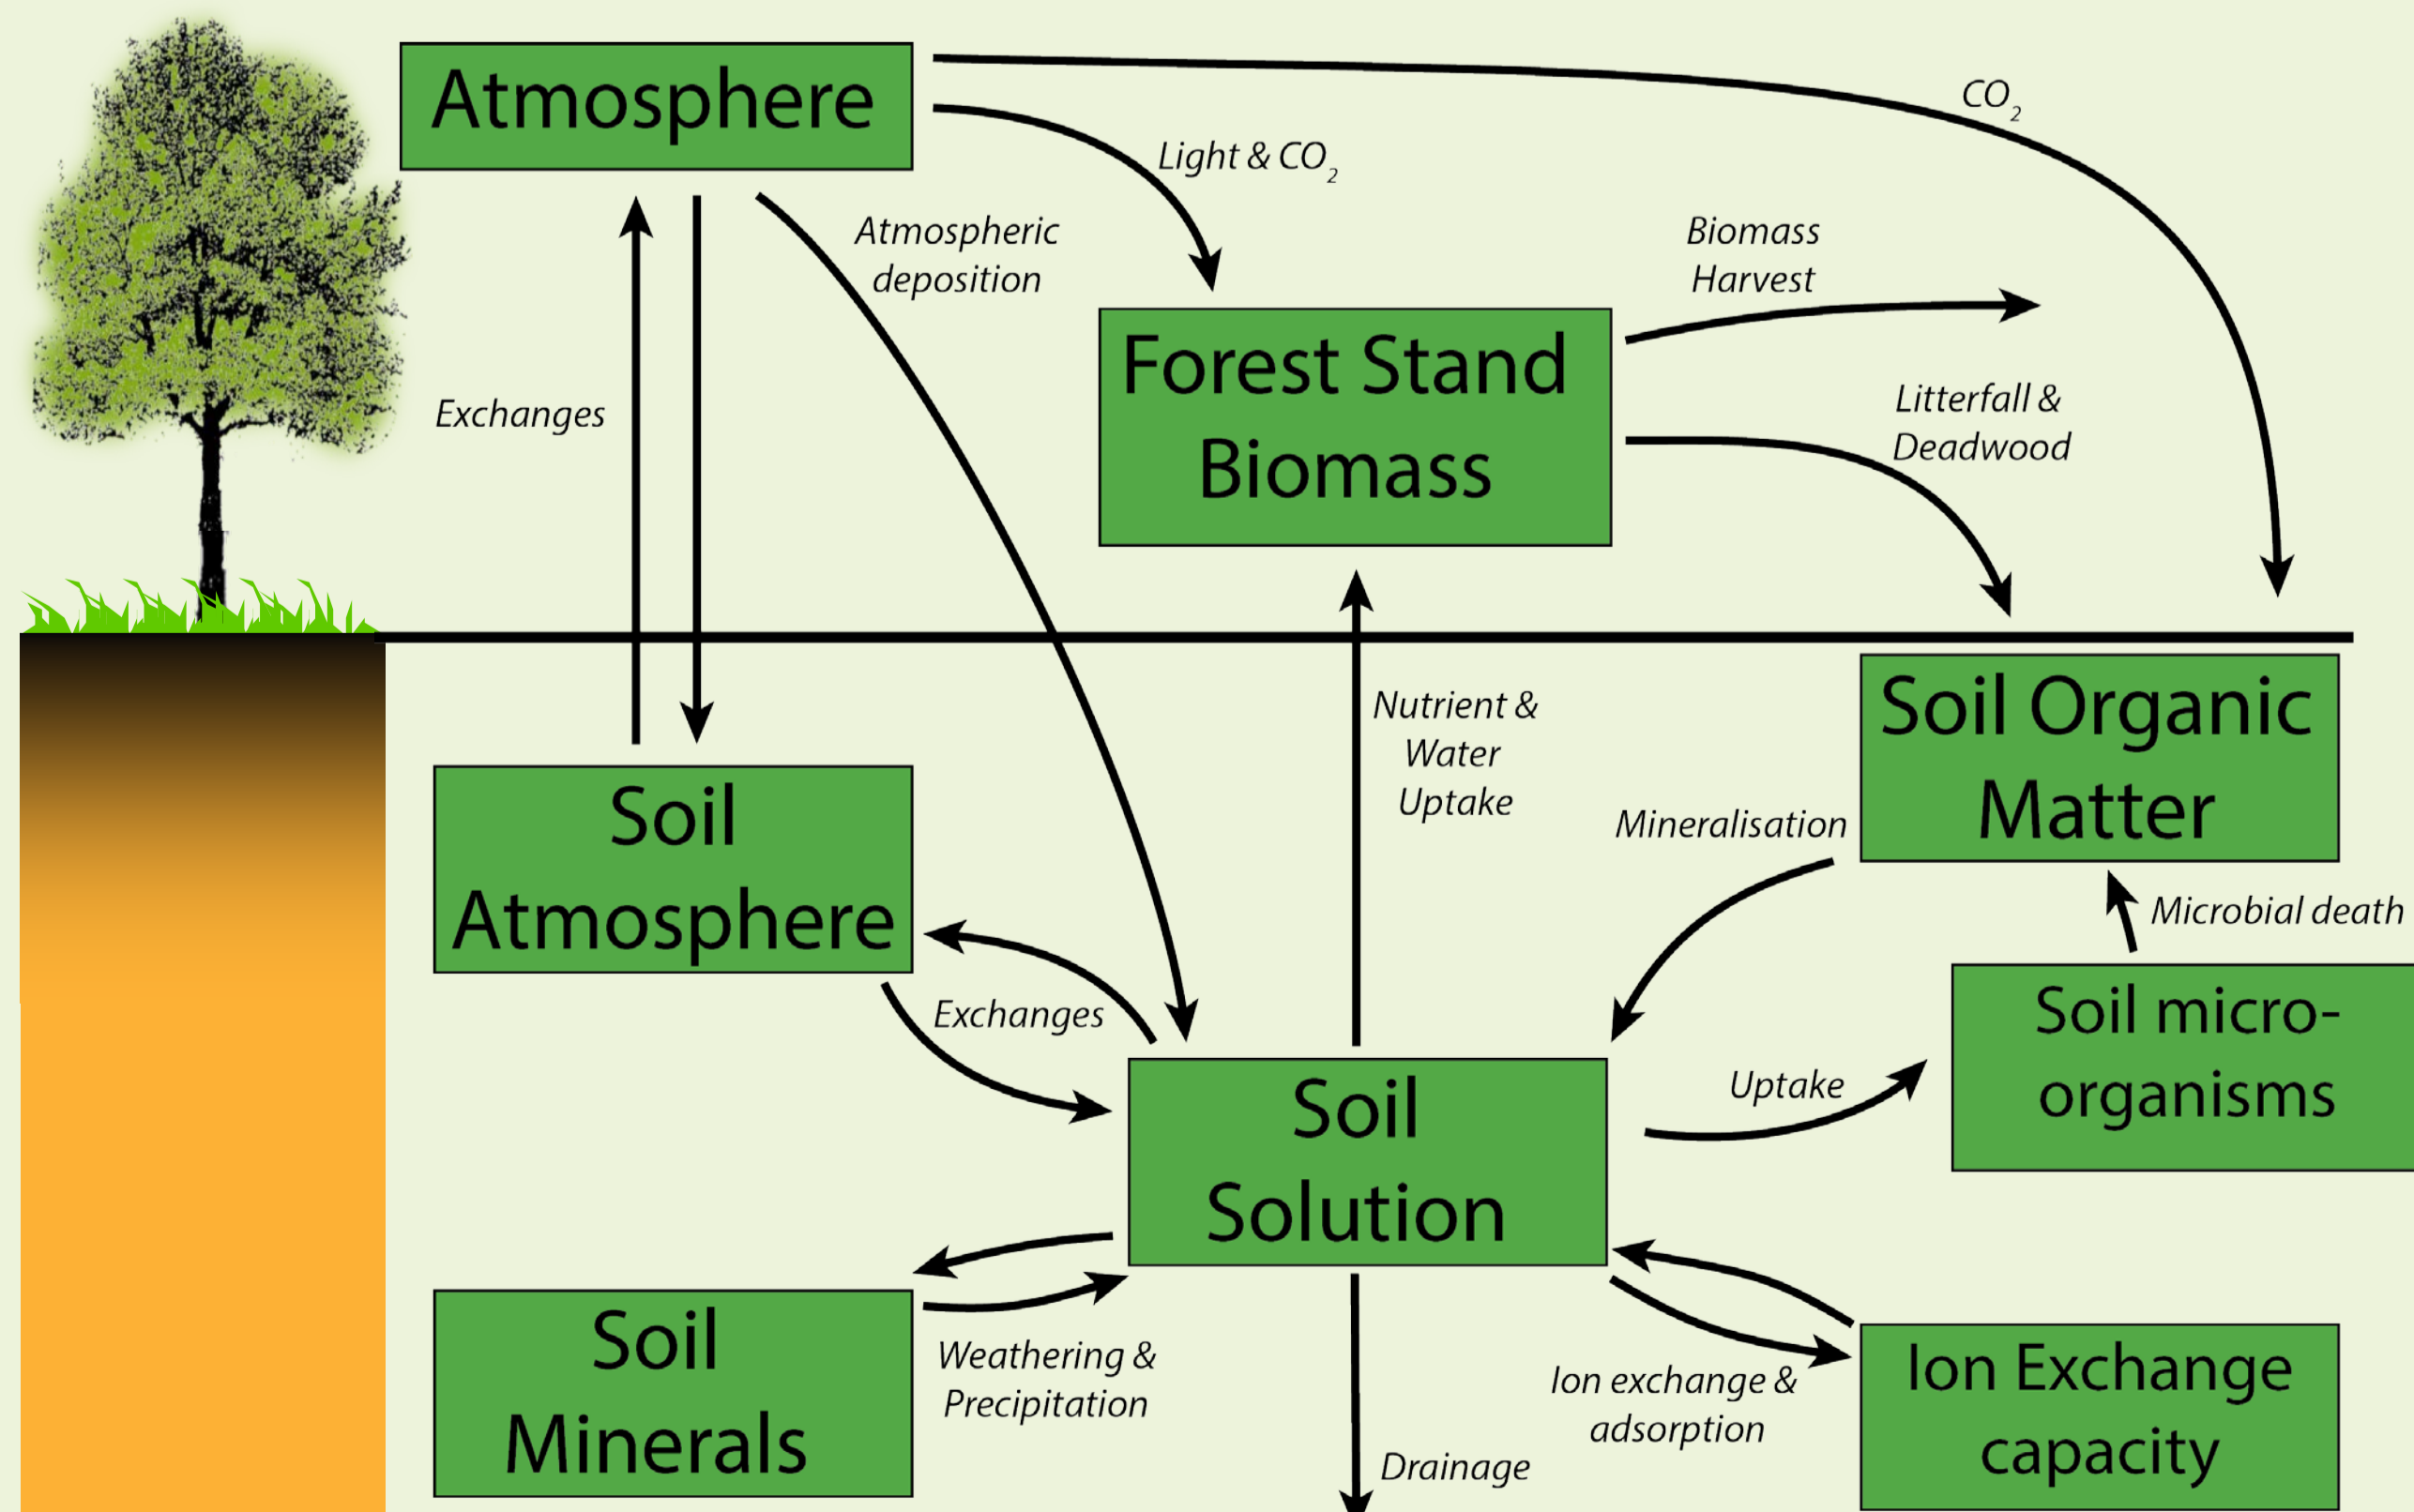 Atmosphere
CO₂
Light & CO₂
Atmospheric
deposition
Biomass
Harvest
Exchanges
Forest Stand
Biomass
Litterfall &
Deadwood
Nutrient &
Water
Uptake
Soil Organic
Matter
Soil
Atmosphere
Mineralisation
Microbial death
Exchanges
Soil micro-
organisms
Uptake
Soil
Solution
Soil
Minerals
Weathering &
Precipitation
Ion exchange &
adsorption
Ion Exchange
capacity
Drainage